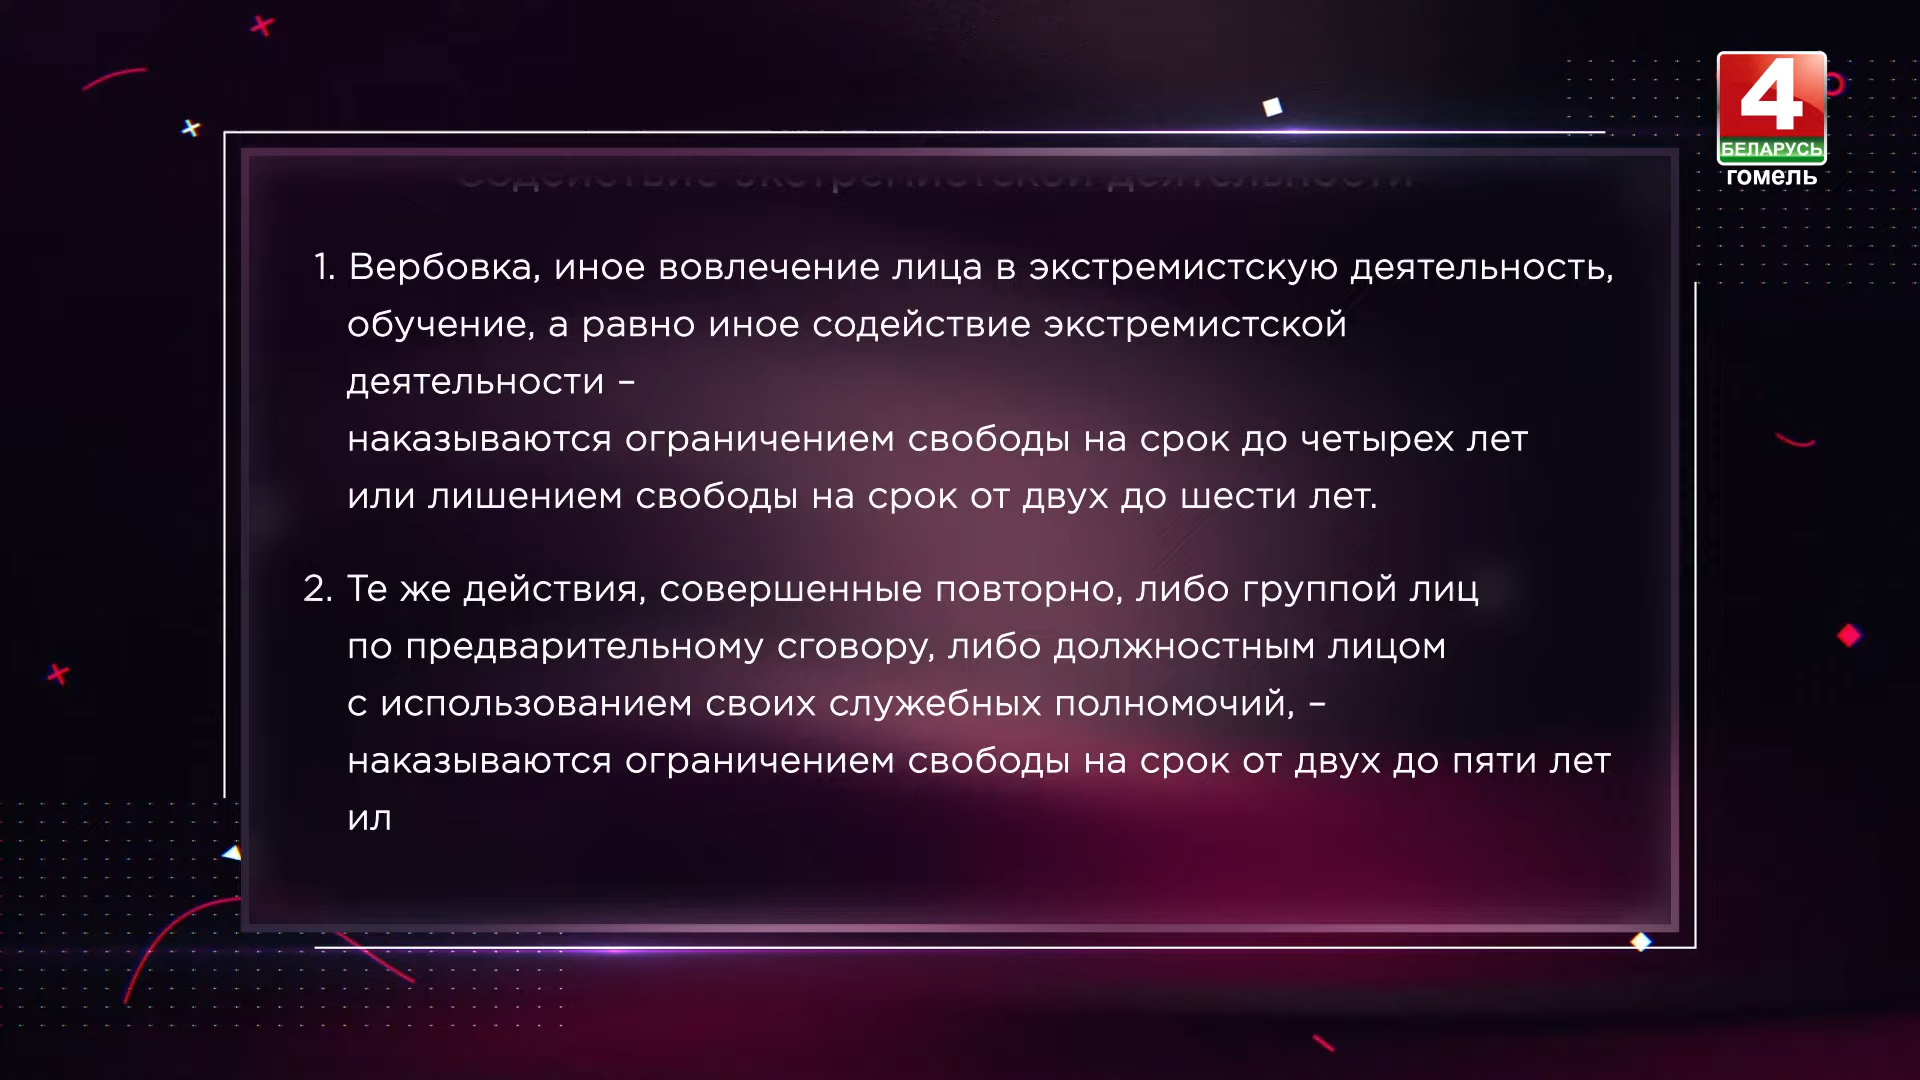 4
БЕЛАРУСЬ
гомель
Содействие экстремистской деятельности
1. Вербовка, иное вовлечение лица в экстремистскую деятельность,
обучение, а равно иное содействие экстремистской
деятельности –
наказываются ограничением свободы на срок до четырех лет
или лишением свободы на срок от двух до шести лет.
2. Те же действия, совершенные повторно, либо группой лиц
по предварительному сговору, либо должностным лицом
с использованием своих служебных полномочий, –
наказываются ограничением свободы на срок от двух до пяти лет
ил